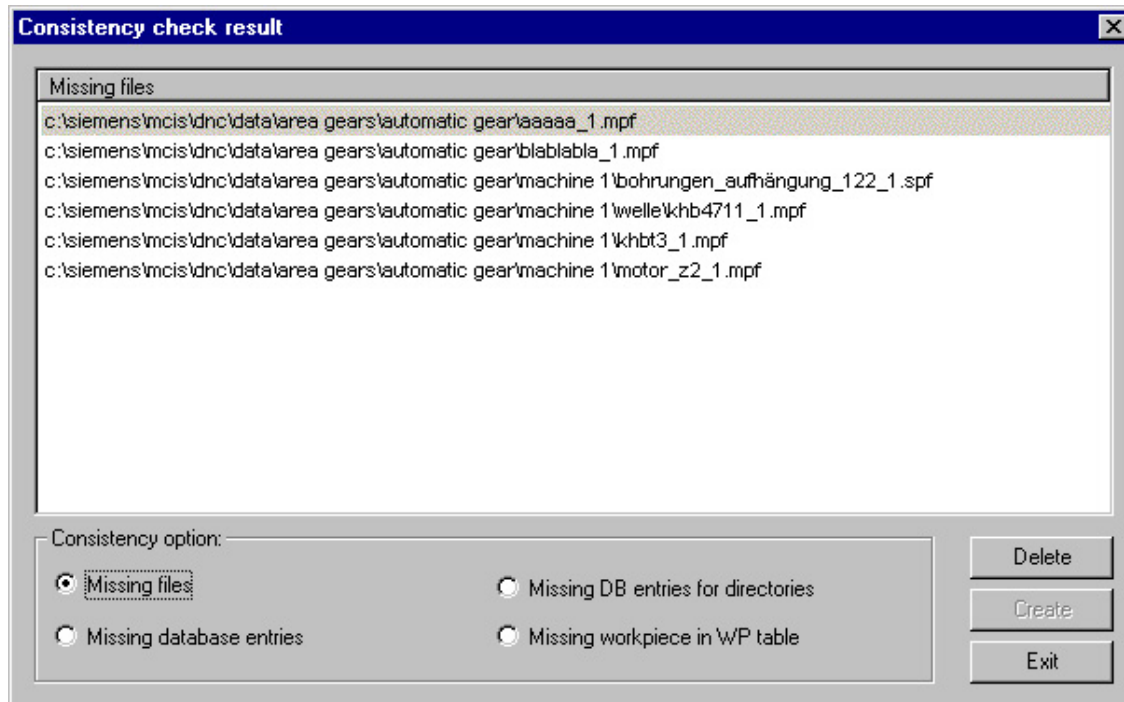 Consistency check result
Missing files
c:\siemens\mcis\dnc\data\area gears\automatic gear\aaaaa_1.mpf
c:\siemens\mcis\dnc\data\area gears\automatic gear\blablabla_1.mpf
c:\siemens\mcis\dnc\data\area gears\automatic gear\machine 1\bohrungen_aufhängung_122_1.spf
c:\siemens\mcis\dnc\data\area gears\automatic gear\machine 1\welle\khb4711_1.mpf
c:\siemens\mcis\dnc\data\area gears\automatic gear\machine 1\khbt3_1.mpf
c:\siemens\mcis\dnc\data\area gears\automatic gear\machine 1\motor_z2_1.mpf
Consistency option:
Missing files
Missing DB entries for directories
Missing database entries
Missing workpiece in WP table
Delete
Create
Exit